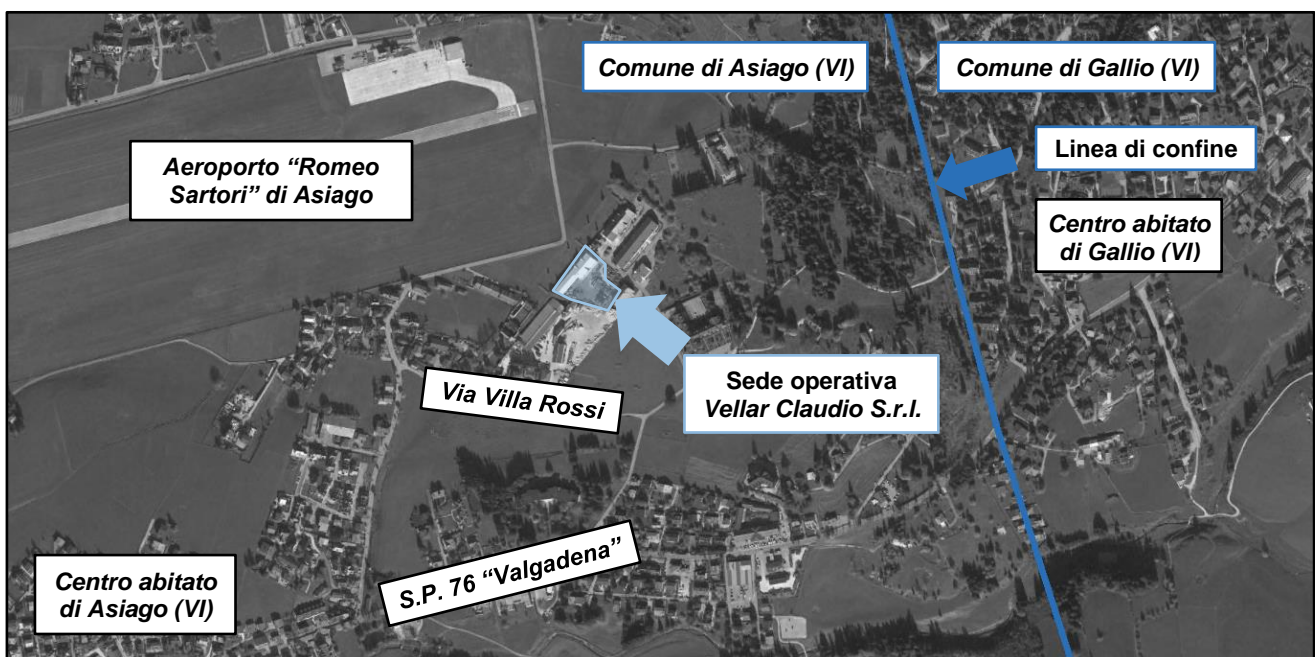 Comune di Asiago (VI)
Comune di Gallio (VI)
Aeroporto “Romeo
Sartori” di Asiago
Linea di confine
Centro abitato
di Gallio (VI)
Sede operativa
Vellar Claudio S.r.l.
Via Villa Rossi
S.P. 76 “Valgadena”
Centro abitato
di Asiago (VI)